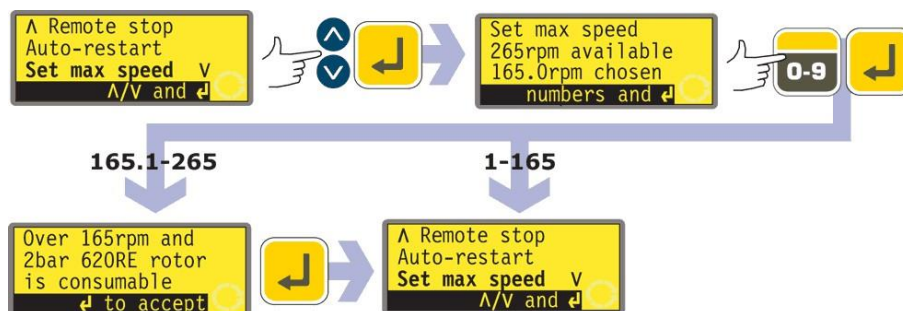 Λ Remote stop
Auto-restart
Set max speed V
Λ/V and ↲
Set max speed
265rpm available
165.0rpm chosen
numbers and ↲
0-9
165.1-265
1-165
Over 165rpm and
2bar 620RE rotor
is consumable
↲ to accept
Λ Remote stop
Auto-restart
Set max speed V
Λ/V and ↲